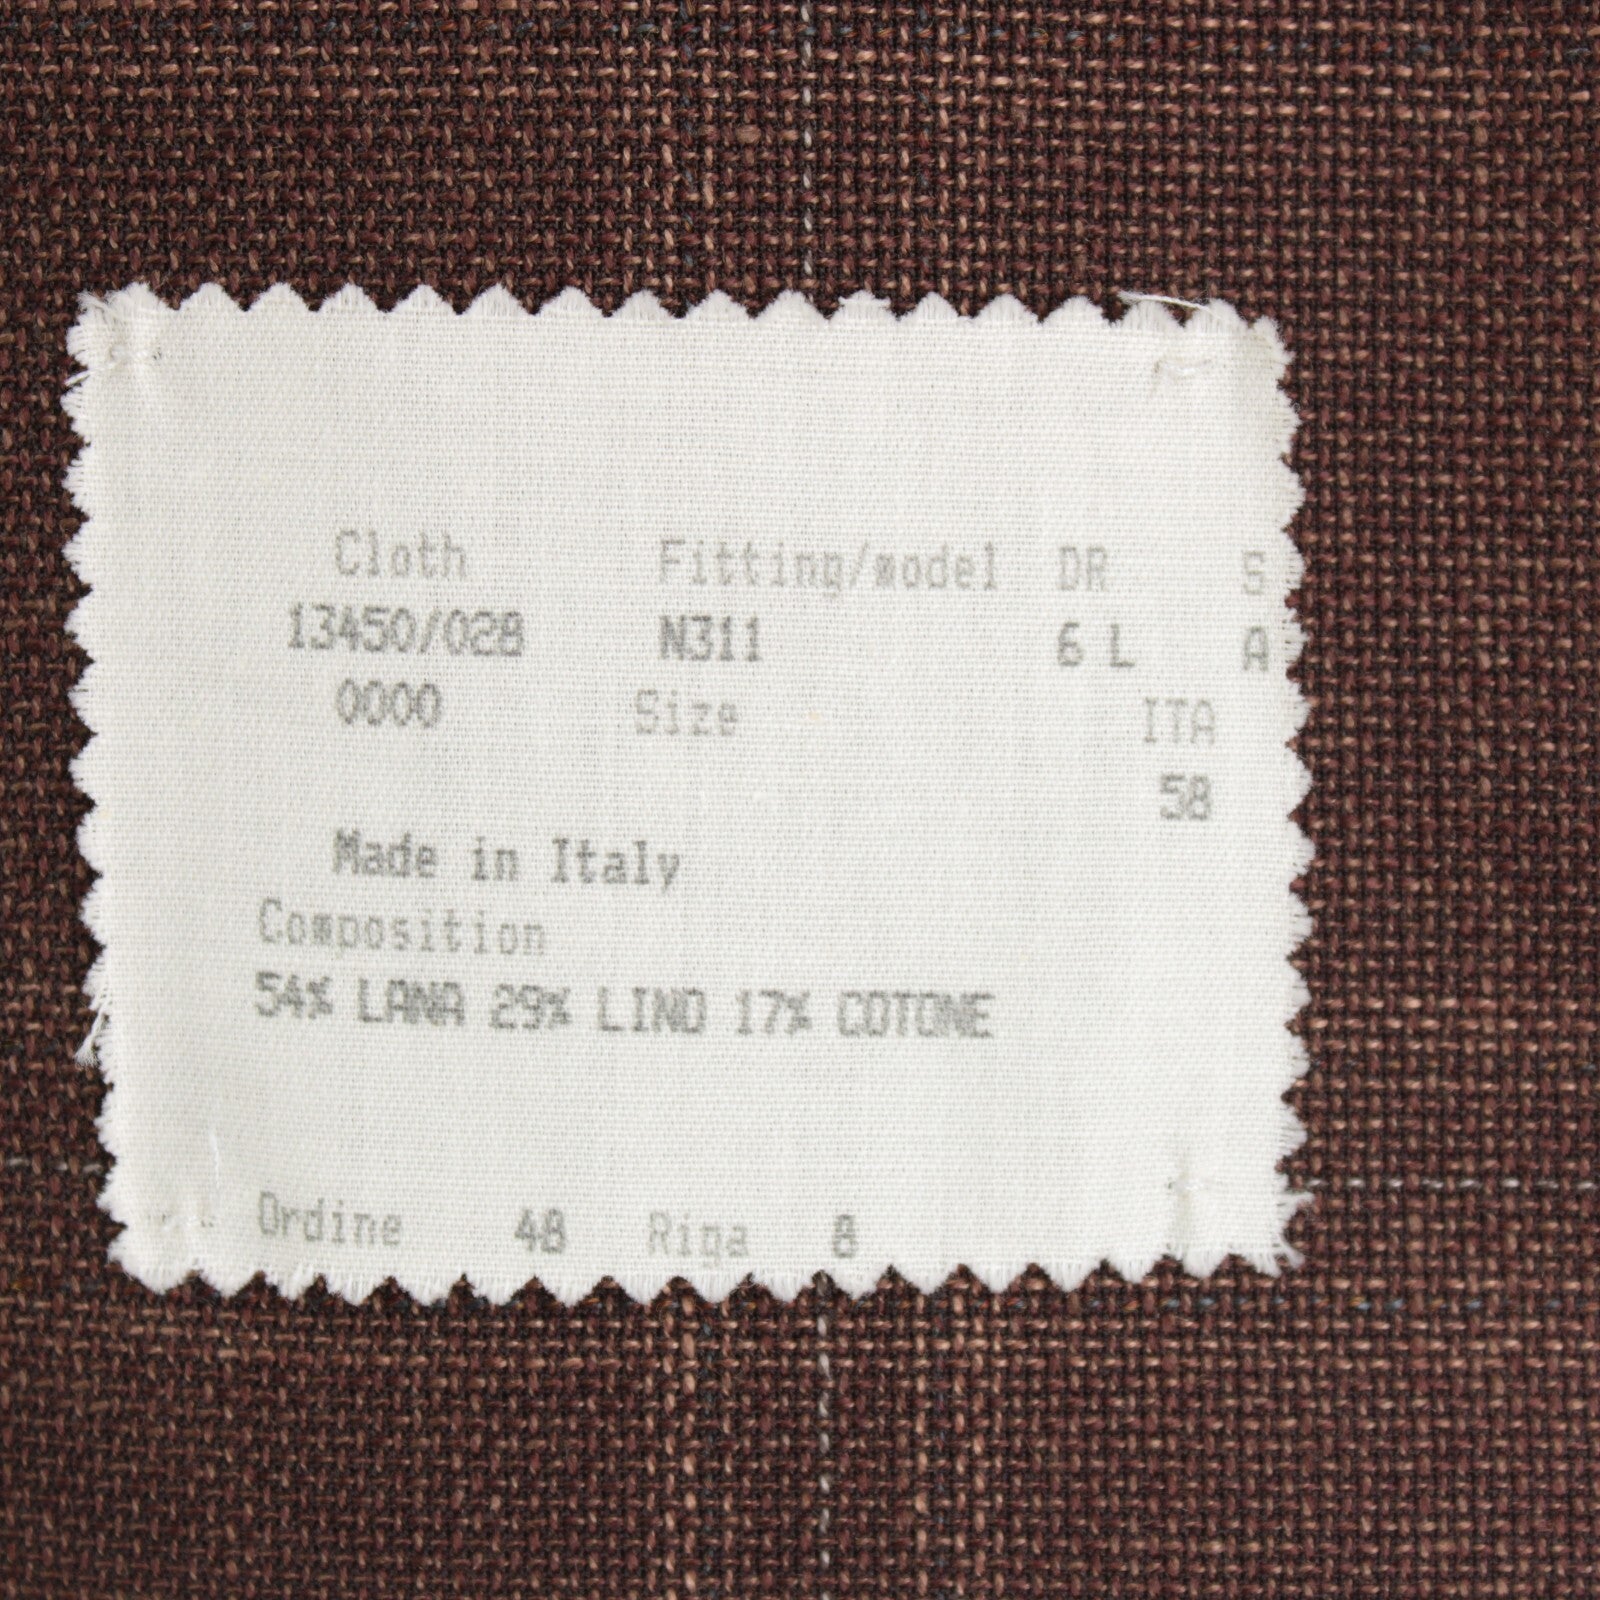 Cloth Fitting/model DR S
13450/028 N311 6 L A
0000 Size ITA
58
Made in Italy
Composition
54% LANA 29% LINO 17% COTONE
Ordine 48 Riga 8